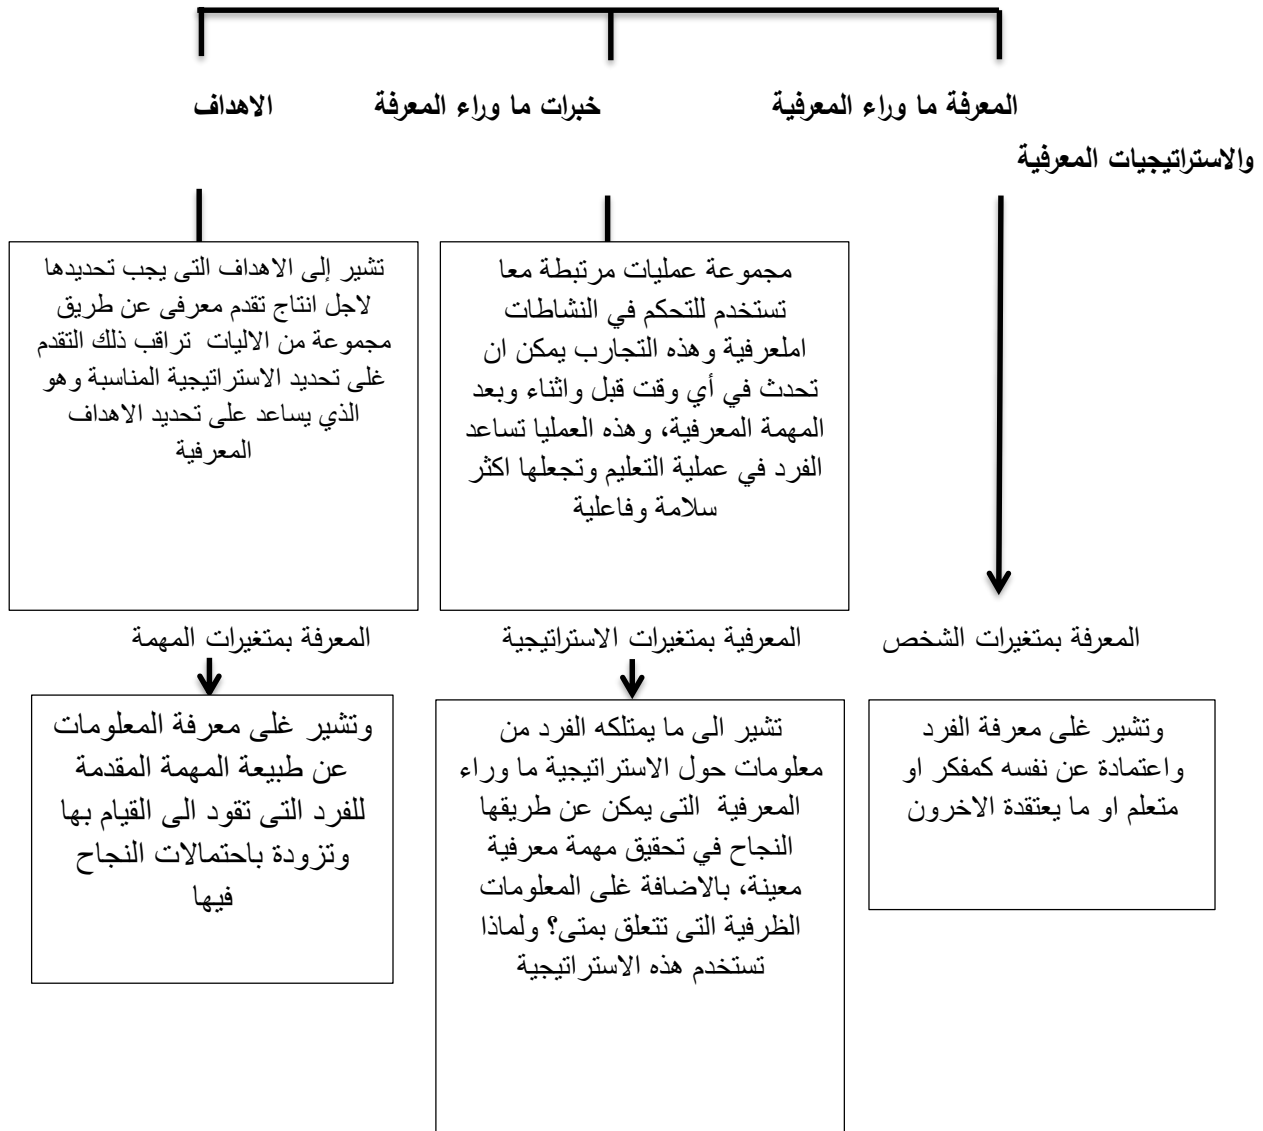 المعرفة ما وراء المعرفية
خبرات ما وراء المعرفة
الاهداف
والاستراتيجيات المعرفية
مجموعة عمليات مرتبطة معا
تستخدم للتحكم في النشاطات
املعرفية وهذه التجارب يمكن ان
تحدث في أي وقت قبل واثناء وبعد
المهمة المعرفية، وهذه العمليا تساعد
الفرد في عملية التعليم وتجعلها اكثر
سلامة وفاعلية
تشير إلى الاهداف التى يجب تحديدها
لاجل انتاج تقدم معرفى عن طريق
مجموعة من الاليات تراقب ذلك التقدم
غلى تحديد الاستراتيجية المناسبة وهو
الذي يساعد على تحديد الاهداف
المعرفية
المعرفة بمتغيرات الشخص
المعرفية بمتغيرات الاستراتيجية
المعرفة بمتغيرات المهمة
وتشير غلى معرفة الفرد
واعتمادة عن نفسه كمفكر او
متعلم او ما يعتقدة الاخرون
تشير الى ما يمتلكه الفرد من
معلومات حول الاستراتيجية ما وراء
المعرفية التى يمكن عن طريقها
النجاح في تحقيق مهمة معرفية
معينة، بالاضافة غلى المعلومات
الظرفية التى تتعلق بمتى؟ ولماذا
تستخدم هذه الاستراتيجية
وتشير غلى معرفة المعلومات
عن طبيعة المهمة المقدمة
للفرد التى تقود الى القيام بها
وتزودة باحتمالات النجاح
فيها